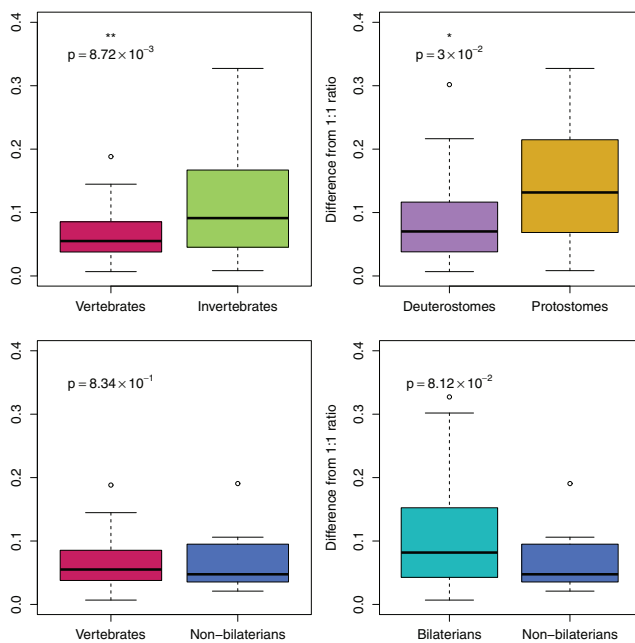 0.4
0.3
0.2
0.1
0.0
**
p = 8.72 × 10⁻³
Vertebrates
Invertebrates
Difference from 1:1 ratio
0.4
0.3
0.2
0.1
0.0
*
p = 3 × 10⁻²
Deuterostomes
Protostomes
0.4
0.3
0.2
0.1
0.0
p = 8.34 × 10⁻¹
Vertebrates
Non−bilaterians
Difference from 1:1 ratio
0.4
0.3
0.2
0.1
0.0
p = 8.12 × 10⁻²
Bilaterians
Non−bilaterians